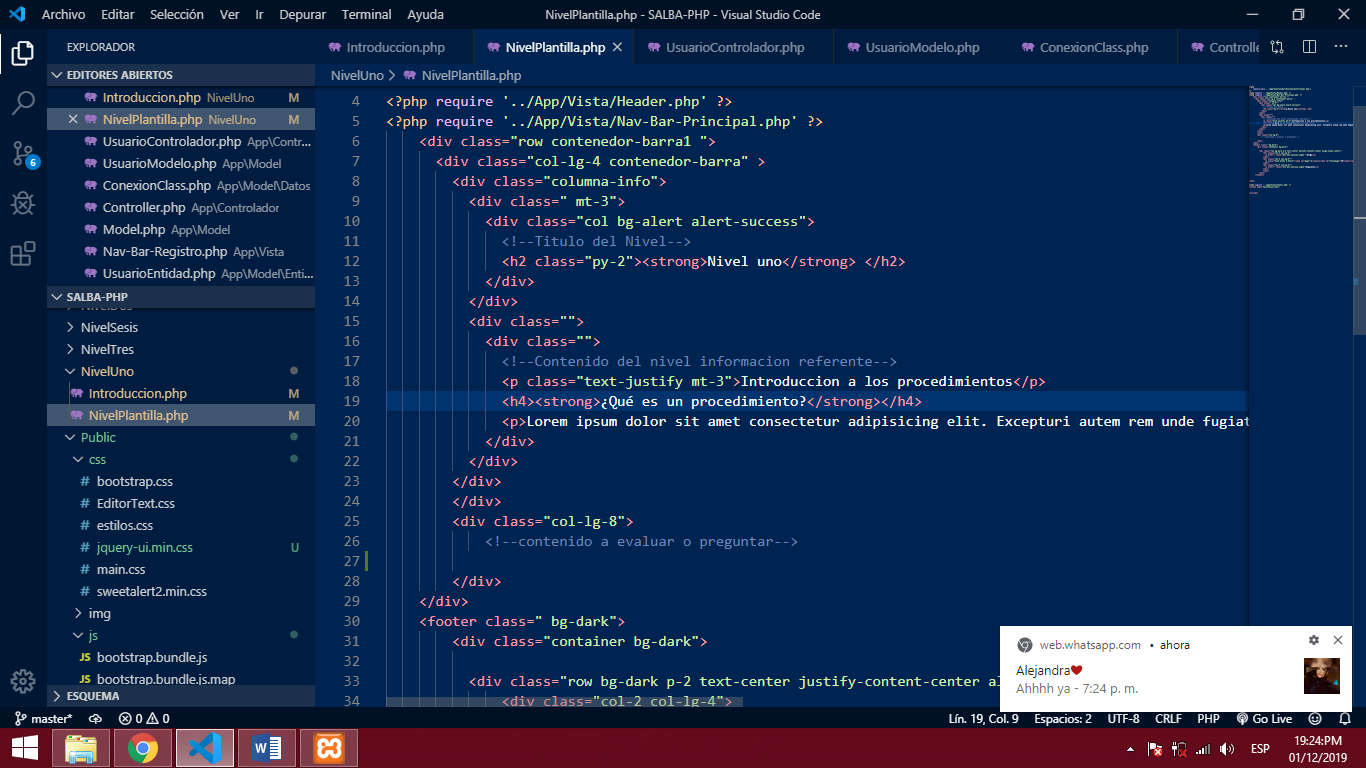 Archivo Editar Selección Ver Ir Depurar Terminal Ayuda
NivelPlantilla.php - SALBA-PHP - Visual Studio Code
EXPLORADOR
EDITORES ABIERTOS
Introduccion.php NivelUno M
NivelPlantilla.php NivelUno M
UsuarioControlador.php App\Contr...
UsuarioModelo.php App\Model
ConexionClass.php App\Model\Datos
Controller.php App\Controlador
Model.php App\Model
Nav-Bar-Registro.php App\Vista
UsuarioEntidad.php App\Model\Enti...
SALBA-PHP
NivelDos
NivelSesis
NivelTres
NivelUno
Introduccion.php M
NivelPlantilla.php M
Public
css
# bootstrap.css
# EditorText.css
# estilos.css
# jquery-ui.min.css U
# main.css
# sweetalert2.min.css
img
js
JS bootstrap.bundle.js
JS bootstrap.bundle.js.map
ESQUEMA
6
Introduccion.php NivelPlantilla.php UsuarioControlador.php UsuarioModelo.php ConexionClass.php Controlle
NivelUno > NivelPlantilla.php
4 <?php require '../App/Vista/Header.php' ?>
5 <?php require '../App/Vista/Nav-Bar-Principal.php' ?>
6 <div class="row contenedor-barra1 ">
7 <div class="col-lg-4 contenedor-barra" >
8 <div class="columna-info">
9 <div class=" mt-3">
10 <div class="col bg-alert alert-success">
11 <!--Titulo del Nivel-->
12 <h2 class="py-2"><strong>Nivel uno</strong> </h2>
13 </div>
14 </div>
15 <div class="">
16 <div class="">
17 <!--Contenido del nivel informacion referente-->
18 <p class="text-justify mt-3">Introduccion a los procedimientos</p>
19 <h4><strong>¿Qué es un procedimiento?</strong></h4>
20 <p>Lorem ipsum dolor sit amet consectetur adipisicing elit. Excepturi autem rem unde fugiat
21 </div>
22 </div>
23 </div>
24 </div>
25 <div class="col-lg-8">
26 <!--contenido a evaluar o preguntar-->
27
28 </div>
29 </div>
30 <footer class=" bg-dark">
31 <div class="container bg-dark">
32
33 <div class="row bg-dark p-2 text-center justify-content-center al
34 <div class="col-2 col-lg-4">
web.whatsapp.com • ahora
Alejandra❤
Ahhhh ya - 7:24 p. m.
master* 0 0
Lín. 19, Col. 9 Espacios: 2 UTF-8 CRLF PHP Go Live
ESP
19:24:PM
01/12/2019